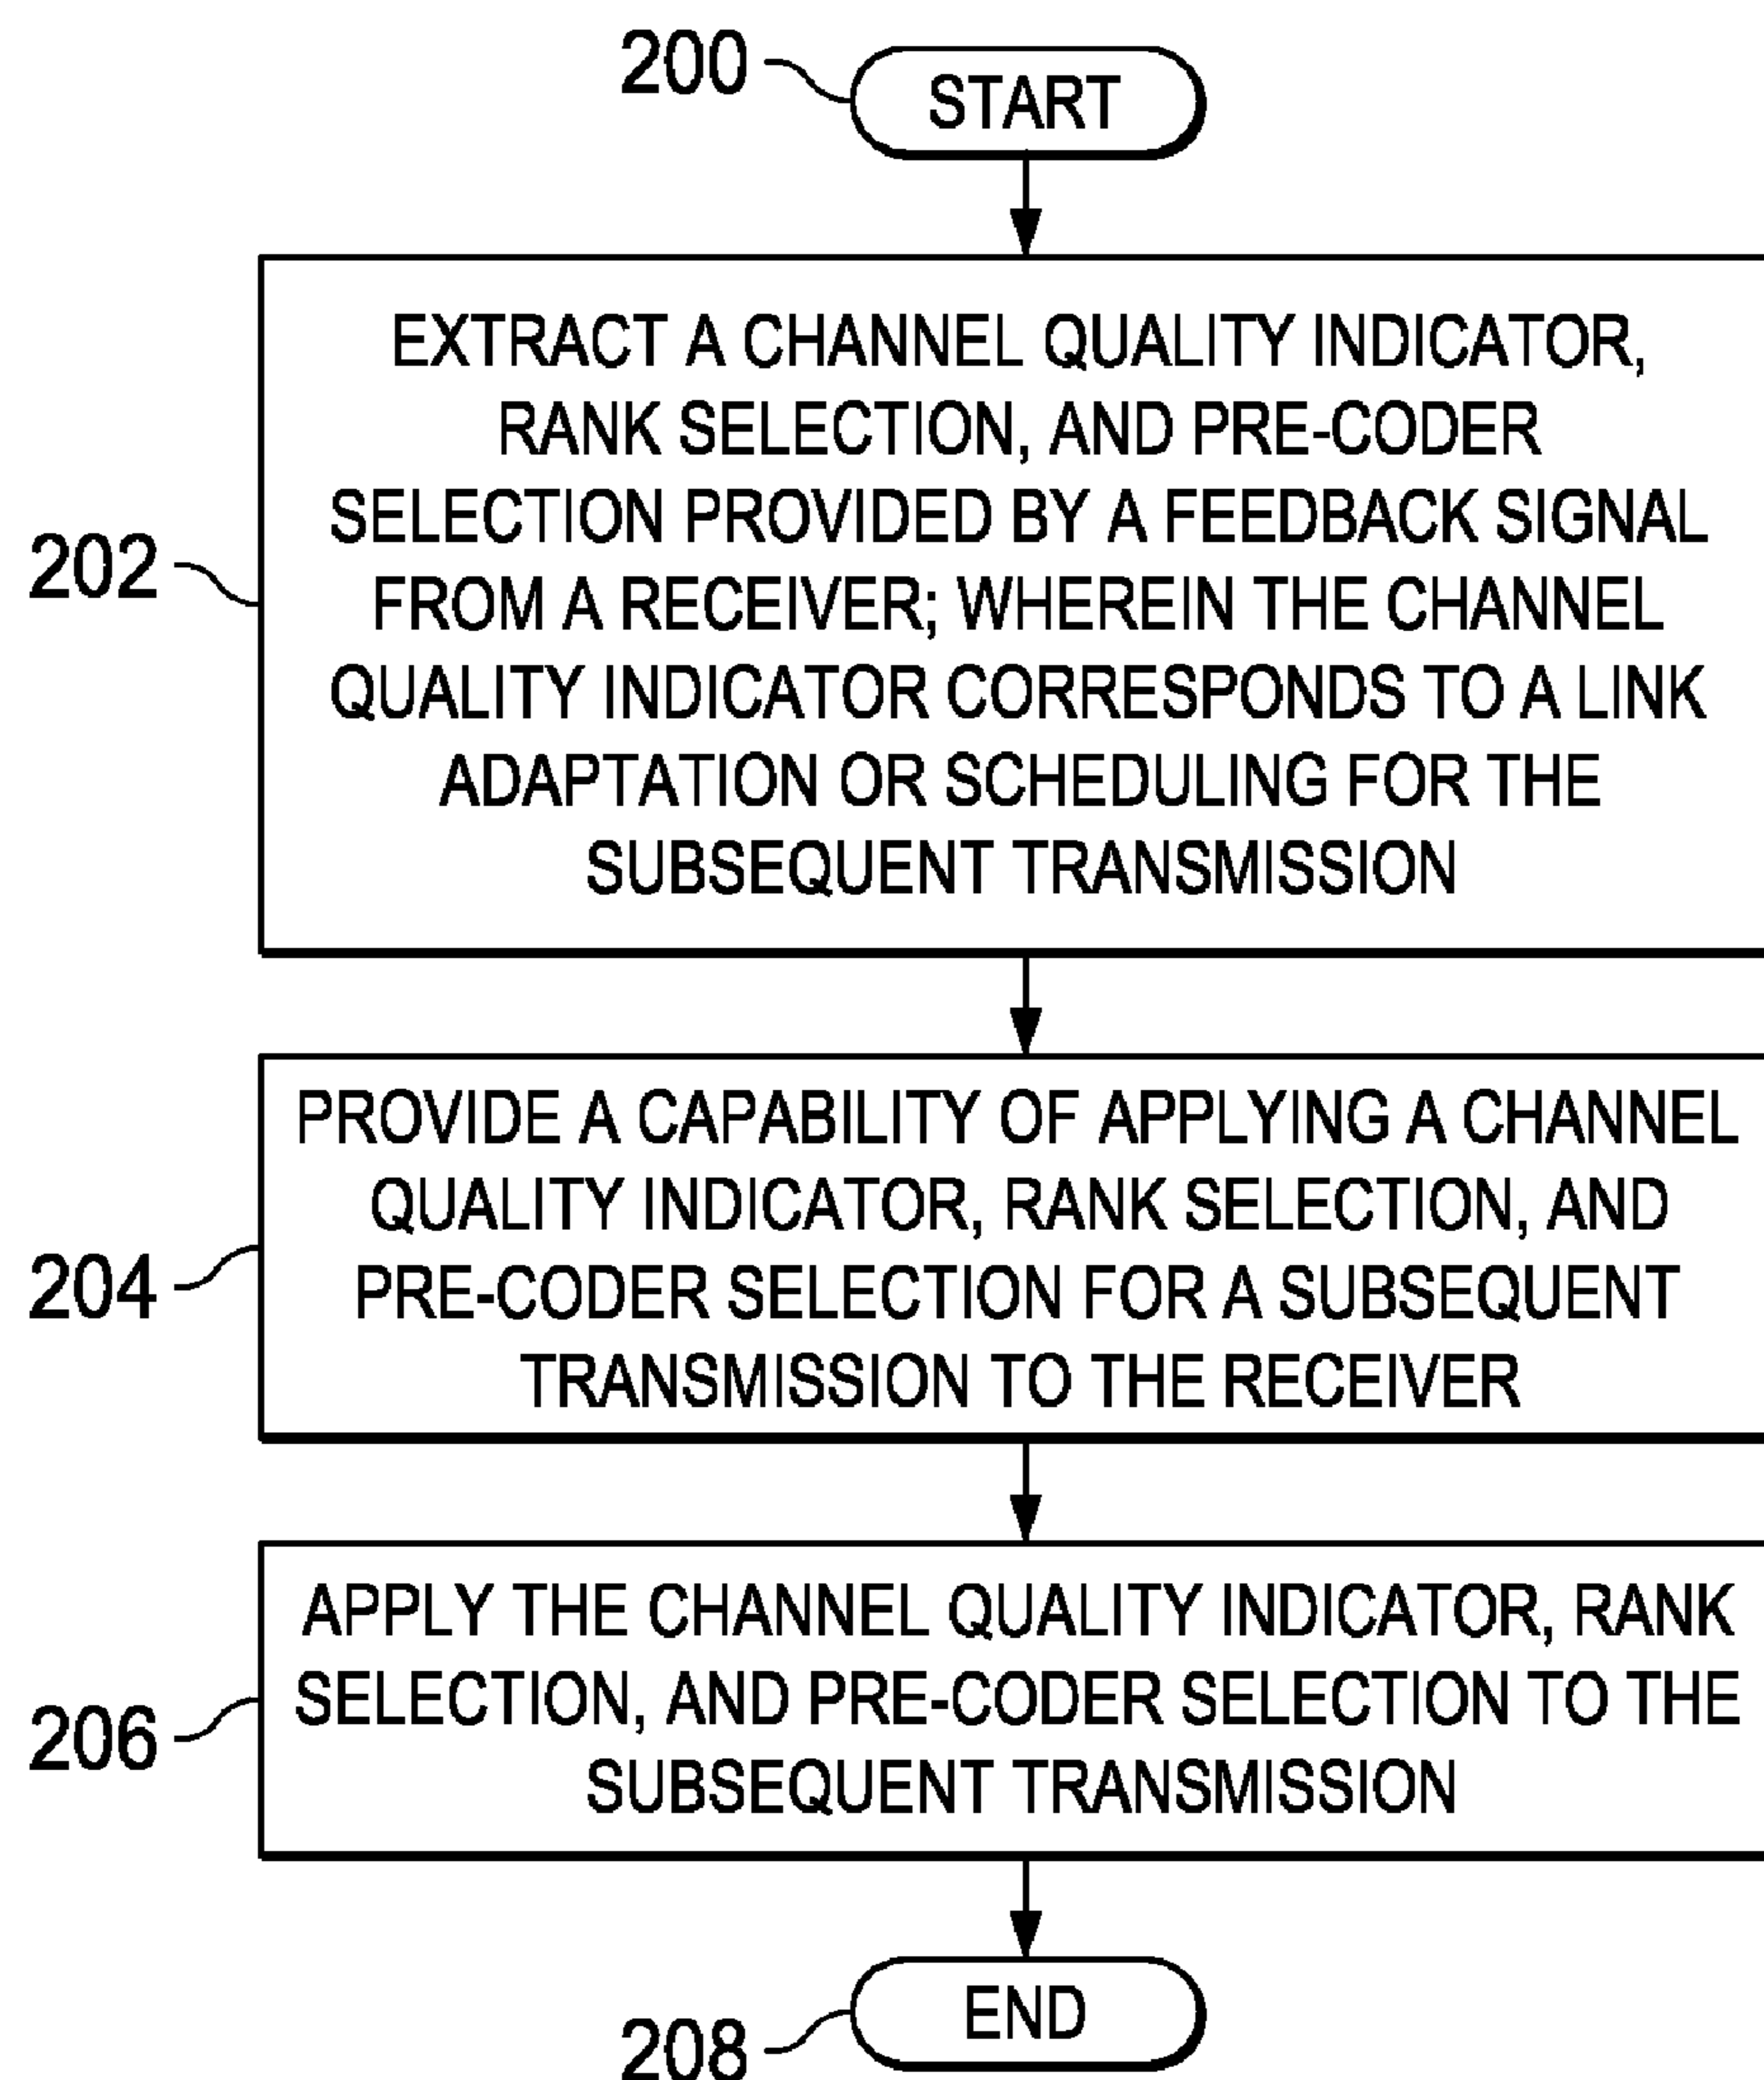 200
START
202
EXTRACT A CHANNEL QUALITY INDICATOR,
RANK SELECTION, AND PRE-CODER
SELECTION PROVIDED BY A FEEDBACK SIGNAL
FROM A RECEIVER; WHEREIN THE CHANNEL
QUALITY INDICATOR CORRESPONDS TO A LINK
ADAPTATION OR SCHEDULING FOR THE
SUBSEQUENT TRANSMISSION
204
PROVIDE A CAPABILITY OF APPLYING A CHANNEL
QUALITY INDICATOR, RANK SELECTION, AND
PRE-CODER SELECTION FOR A SUBSEQUENT
TRANSMISSION TO THE RECEIVER
206
APPLY THE CHANNEL QUALITY INDICATOR, RANK
SELECTION, AND PRE-CODER SELECTION TO THE
SUBSEQUENT TRANSMISSION
208
END